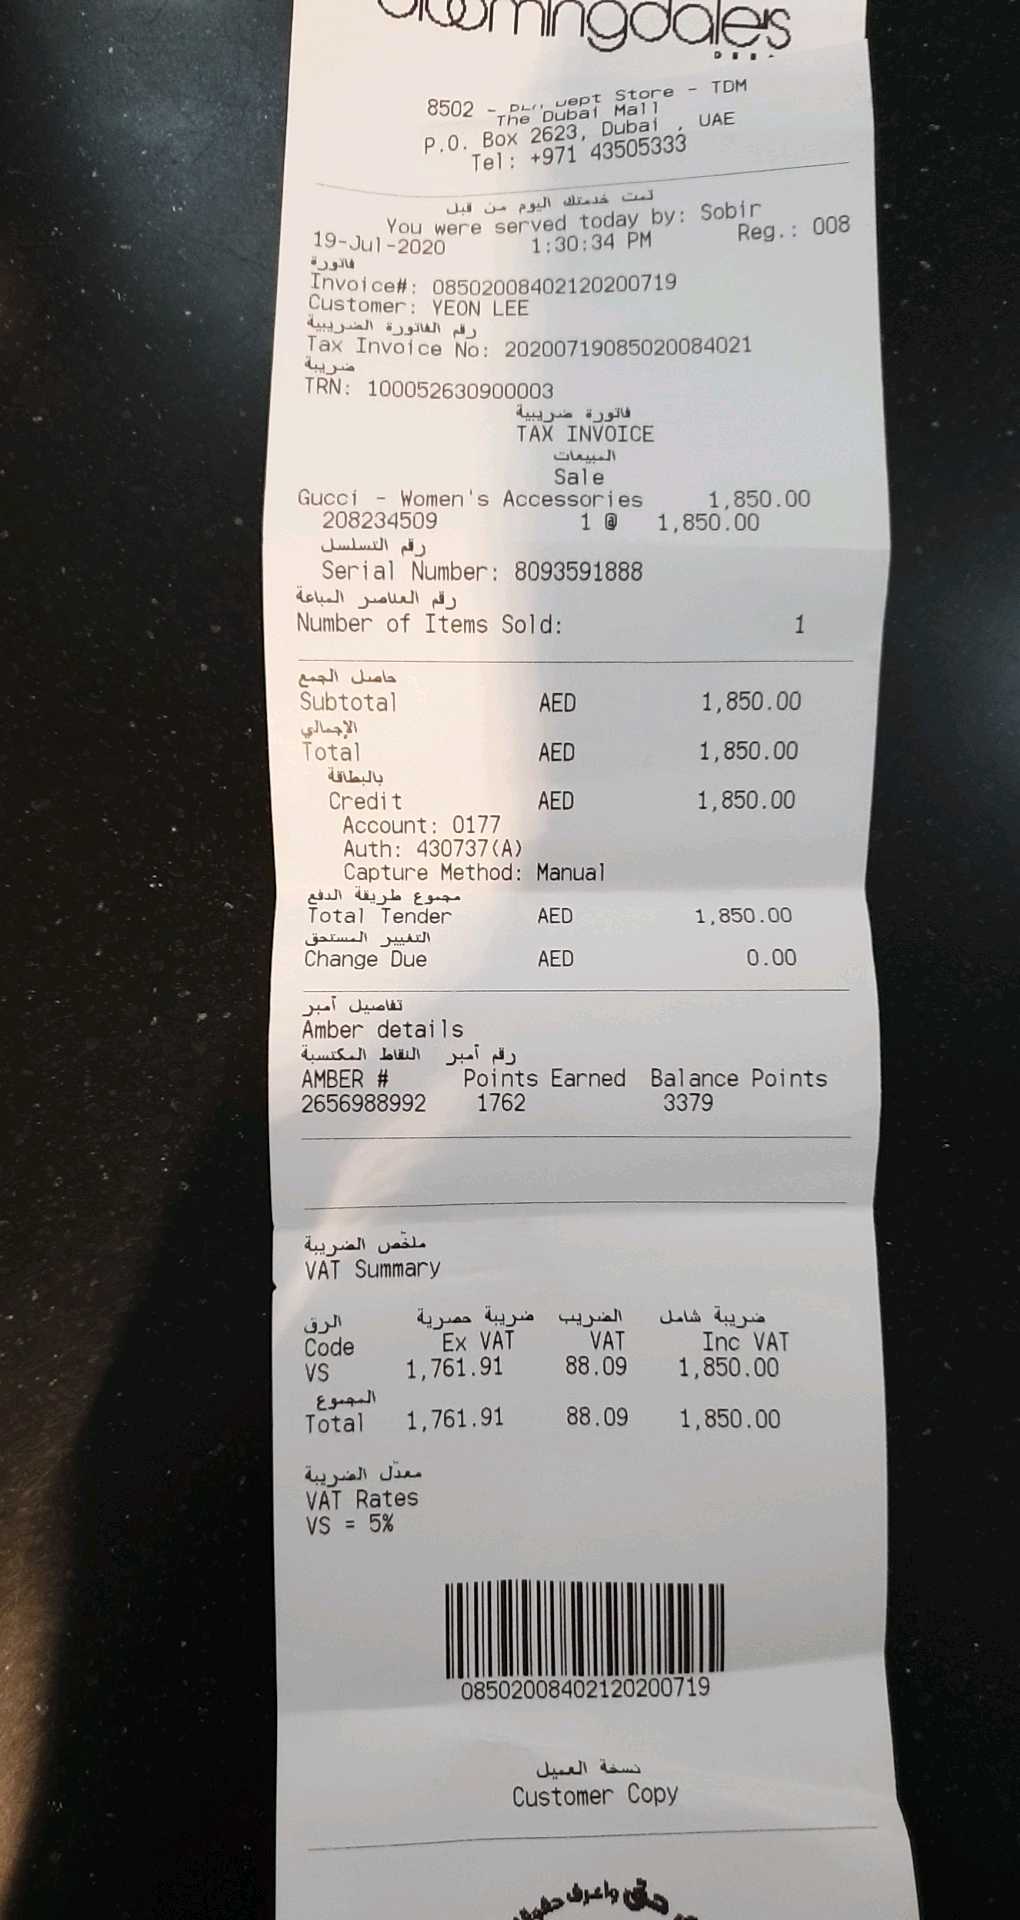 bloomingdale's
8502 - Dept Store - TDM
The Dubai Mall
P.O. Box 2623, Dubai , UAE
Tel: +971 43505333
تمت خدمتك اليوم من قبل
You were served today by: Sobir
19-Jul-2020 1:30:34 PM Reg.: 008
فاتورة
Invoice#: 08502008402120200719
Customer: YEON LEE
رقم الفاتورة الضريبية
Tax Invoice No: 20200719085020084021
ضريبة
TRN: 100052630900003
فاتورة ضريبية
TAX INVOICE
المبيعات
Sale
Gucci - Women's Accessories 1,850.00
208234509 1 @ 1,850.00
رقم التسلسل
Serial Number: 8093591888
رقم العناصر المباعة
Number of Items Sold: 1
حاصل الجمع
Subtotal AED 1,850.00
الإجمالي
Total AED 1,850.00
بالبطاقة
Credit AED 1,850.00
Account: 0177
Auth: 430737(A)
Capture Method: Manual
مجموع طريقة الدفع
Total Tender AED 1,850.00
التغيير المستحق
Change Due AED 0.00
تفاصيل آمبر
Amber details
رقم آمبر النقاط المكتسبة
AMBER # Points Earned Balance Points
2656988992 1762 3379
ملخّص الضريبة
VAT Summary
الرق ضريبة حصرية الضريب ضريبة شامل
Code Ex VAT VAT Inc VAT
VS 1,761.91 88.09 1,850.00
المجموع
Total 1,761.91 88.09 1,850.00
معدّل الضريبة
VAT Rates
VS = 5%
08502008402120200719
نسخة العميل
Customer Copy
واعرف